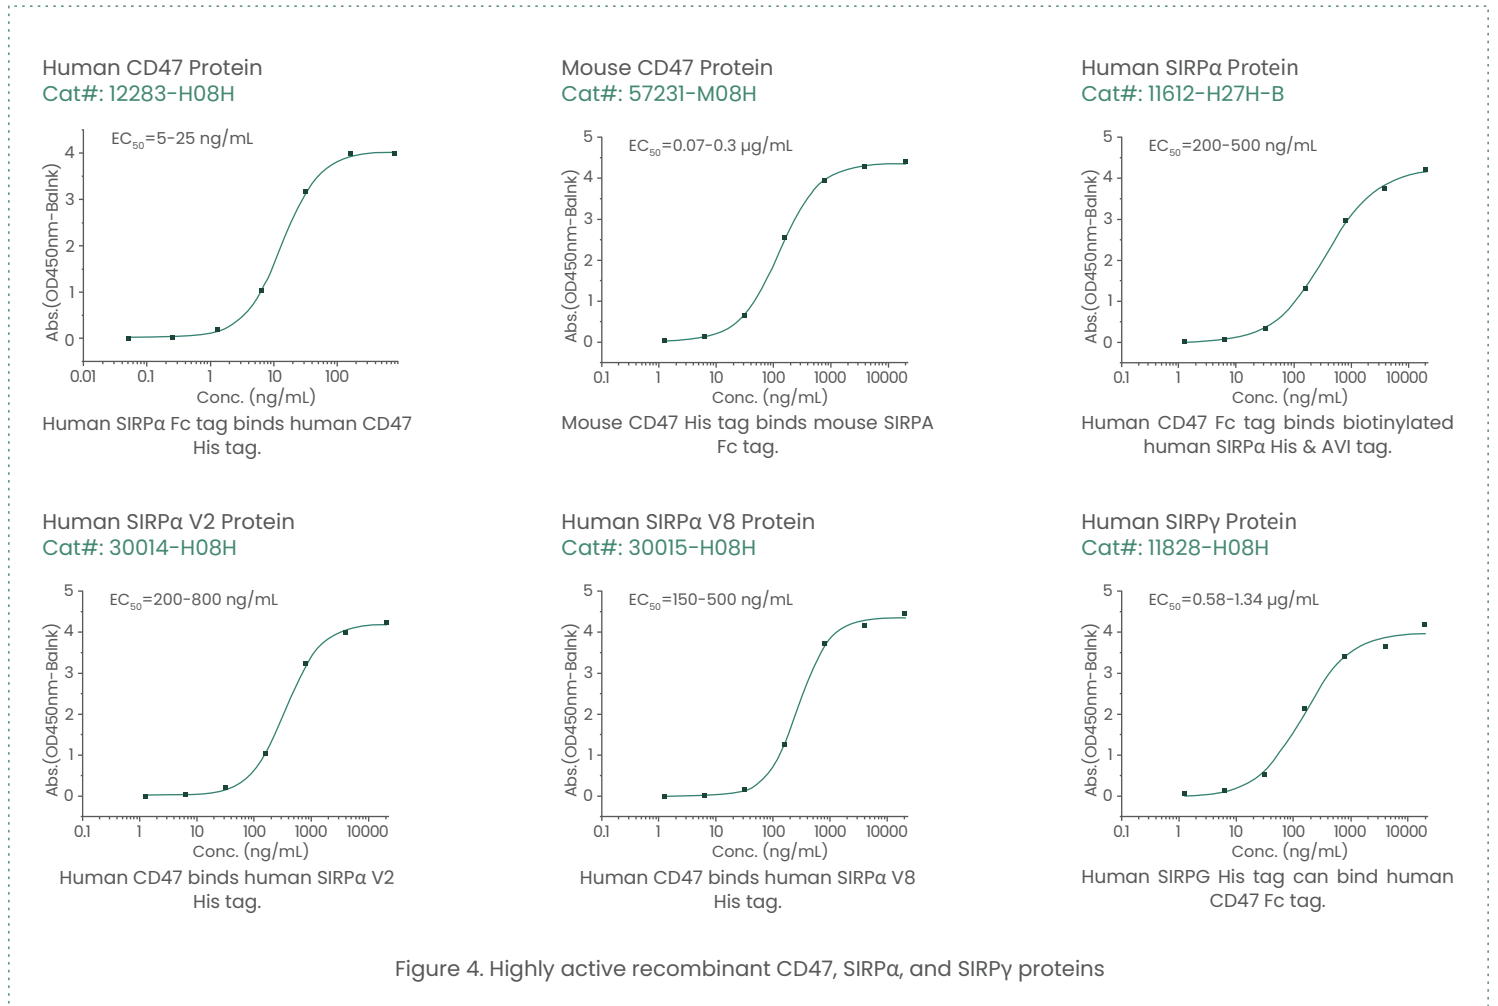 Human CD47 Protein
Cat#: 12283-H08H
EC50=5-25 ng/mL
Abs.(OD450nm-Balnk)
4
3
2
1
0
0.01 0.1 1 10 100
Conc. (ng/mL)
Human SIRPα Fc tag binds human CD47
His tag.
Mouse CD47 Protein
Cat#: 57231-M08H
EC50=0.07-0.3 µg/mL
Abs.(OD450nm-Balnk)
5
4
3
2
1
0
0.1 1 10 100 1000 10000
Conc. (ng/mL)
Mouse CD47 His tag binds mouse SIRPA
Fc tag.
Human SIRPα Protein
Cat#: 11612-H27H-B
EC50=200-500 ng/mL
Abs.(OD450nm-Balnk)
5
4
3
2
1
0
0.1 1 10 100 1000 10000
Conc. (ng/mL)
Human CD47 Fc tag binds biotinylated
human SIRPα His & AVI tag.
Human SIRPα V2 Protein
Cat#: 30014-H08H
EC50=200-800 ng/mL
Abs.(OD450nm-Balnk)
5
4
3
2
1
0
0.1 1 10 100 1000 10000
Conc. (ng/mL)
Human CD47 binds human SIRPα V2
His tag.
Human SIRPα V8 Protein
Cat#: 30015-H08H
EC50=150-500 ng/mL
Abs.(OD450nm-Balnk)
5
4
3
2
1
0
0.1 1 10 100 1000 10000
Conc. (ng/mL)
Human CD47 binds human SIRPα V8
His tag.
Human SIRPγ Protein
Cat#: 11828-H08H
EC50=0.58-1.34 µg/mL
Abs.(OD450nm-Balnk)
5
4
3
2
1
0
0.1 1 10 100 1000 10000
Conc. (ng/mL)
Human SIRPG His tag can bind human
CD47 Fc tag.
Figure 4. Highly active recombinant CD47, SIRPα, and SIRPγ proteins